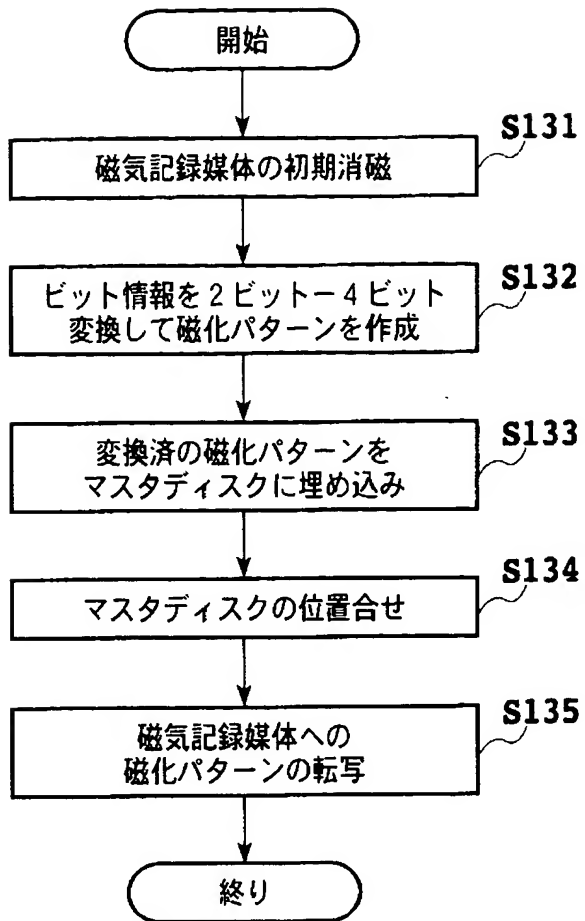 開始
S131
磁気記録媒体の初期消磁
S132
ビット情報を2ビットー4ビット
変換して磁化パターンを作成
S133
変換済の磁化パターンを
マスタディスクに埋め込み
S134
マスタディスクの位置合せ
S135
磁気記録媒体への
磁化パターンの転写
終り